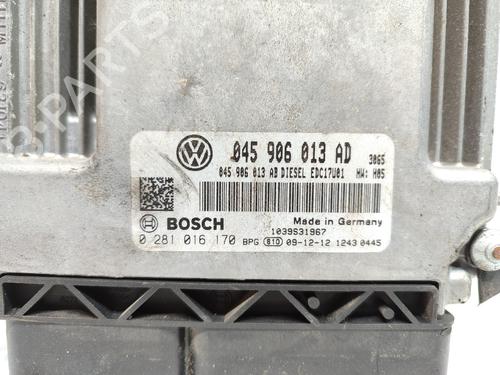 045 906 013 AD 3065
045 906 013 AB DIESEL EDC17U01 HW: H05
BOSCH Made in Germany
1039S31967
0 281 016 170 BPG 810 09-12-12 1243 0445